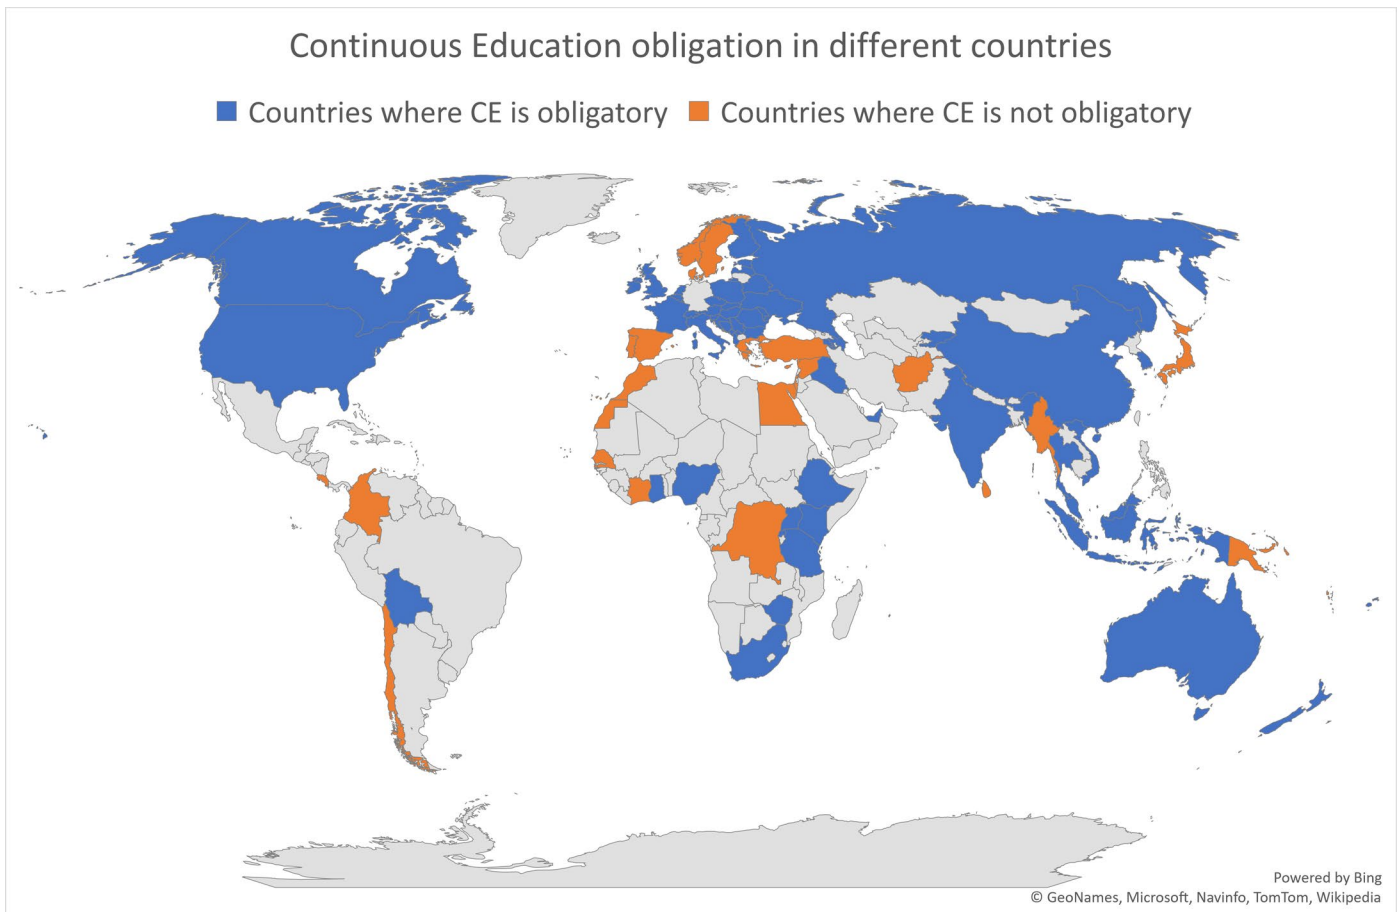 Continuous Education obligation in different countries
Countries where CE is obligatory Countries where CE is not obligatory
Powered by Bing
© GeoNames, Microsoft, Navinfo, TomTom, Wikipedia